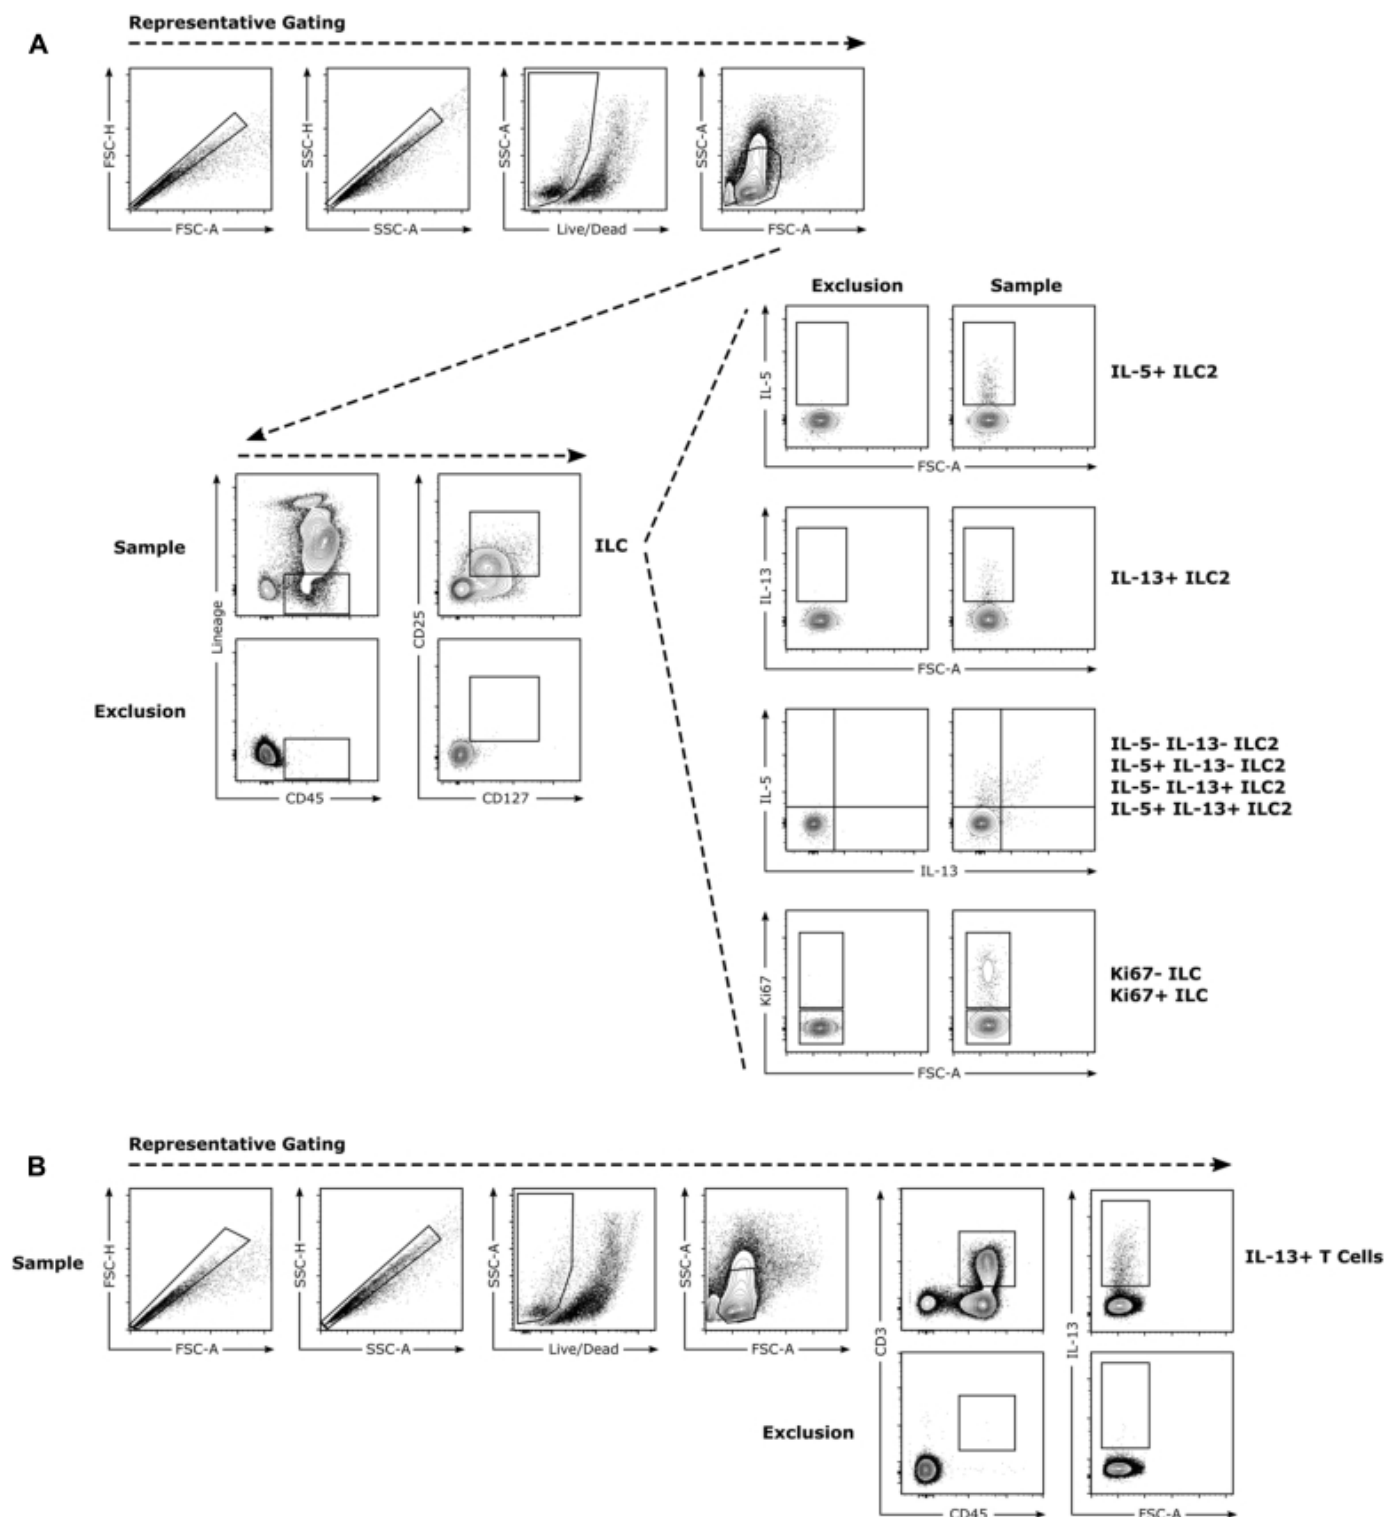 Representative Gating
A
FSC-H
SSC-H
SSC-A
SSC-A
FSC-A
SSC-A
Live/Dead
FSC-A
Exclusion
Sample
IL-5
IL-5+ ILC2
FSC-A
Sample
Lineage
CD25
ILC
IL-13
IL-13+ ILC2
FSC-A
Exclusion
CD45
CD127
IL-5
IL-5- IL-13- ILC2
IL-5+ IL-13- ILC2
IL-5- IL-13+ ILC2
IL-5+ IL-13+ ILC2
IL-13
Ki67
Ki67- ILC
Ki67+ ILC
FSC-A
Representative Gating
B
Sample
FSC-H
SSC-H
SSC-A
SSC-A
CD3
IL-13
IL-13+ T Cells
FSC-A
SSC-A
Live/Dead
FSC-A
Exclusion
CD45
FSC-A